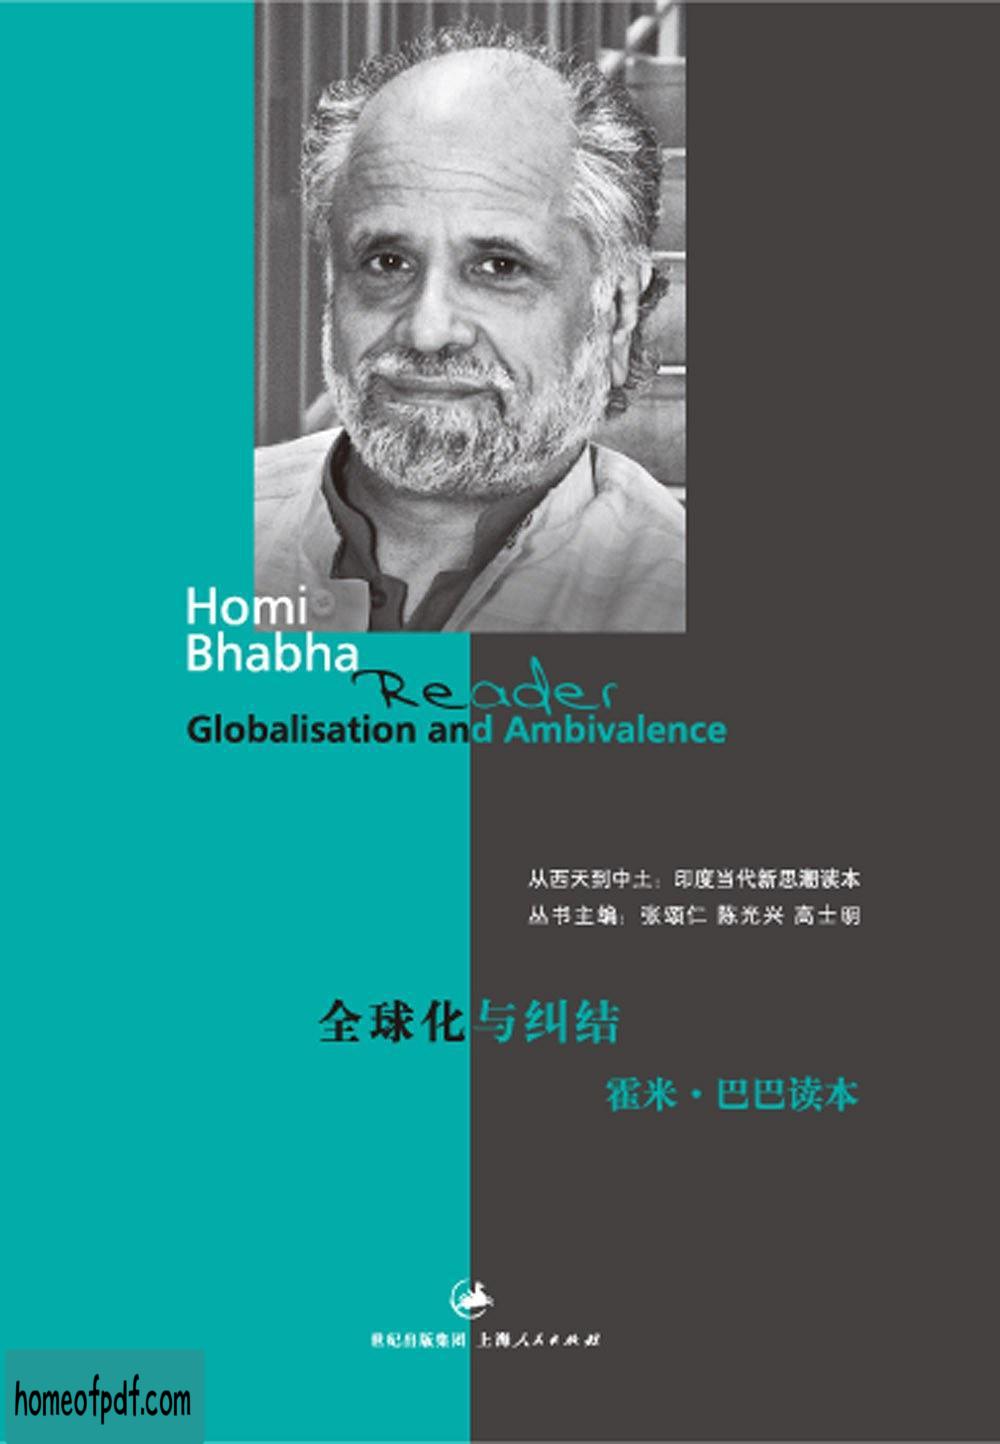 Homi
Bhabha
Reader
Globalisation and Ambivalence
从西天到中土：印度当代新思潮读本
丛书主编：张颂仁 陈光兴 高士明
全球化与纠结
霍米·巴巴读本
世纪出版集团 上海人民出版社
homeofpdf.com